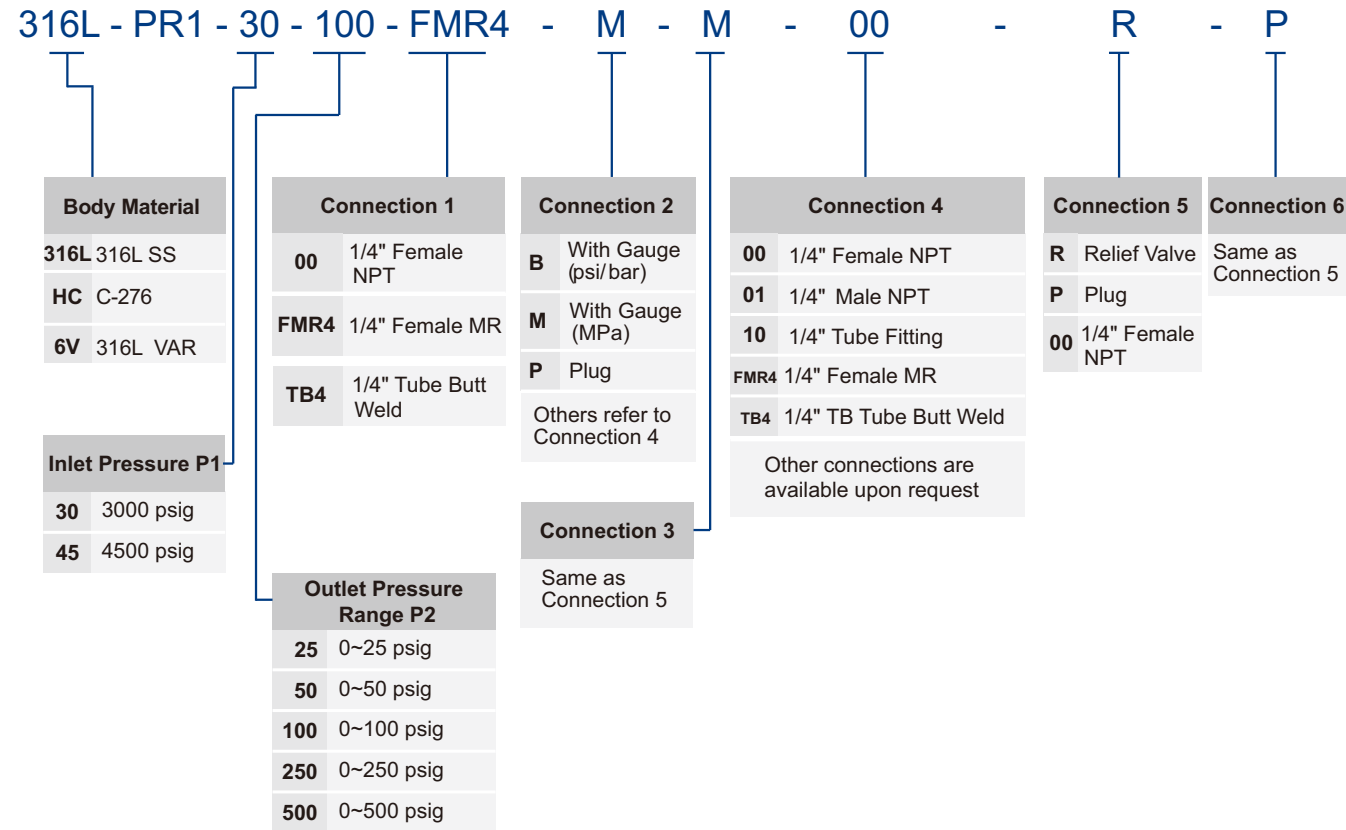 316L - PR1 - 30 - 100 - FMR4 - M - M - 00 - R - P
Body Material
316L 316L SS
HC C-276
6V 316L VAR
Inlet Pressure P1
30 3000 psig
45 4500 psig
Connection 1
00 1/4" Female
NPT
FMR4 1/4" Female MR
TB4 1/4" Tube Butt
Weld
Outlet Pressure
Range P2
25 0~25 psig
50 0~50 psig
100 0~100 psig
250 0~250 psig
500 0~500 psig
Connection 2
B With Gauge
(psi/bar)
M With Gauge
(MPa)
P Plug
Others refer to
Connection 4
Connection 3
Same as
Connection 5
Connection 4
00 1/4" Female NPT
01 1/4" Male NPT
10 1/4" Tube Fitting
FMR4 1/4" Female MR
TB4 1/4" TB Tube Butt Weld
Other connections are
available upon request
Connection 5
R Relief Valve
P Plug
00 1/4" Female
NPT
Connection 6
Same as
Connection 5